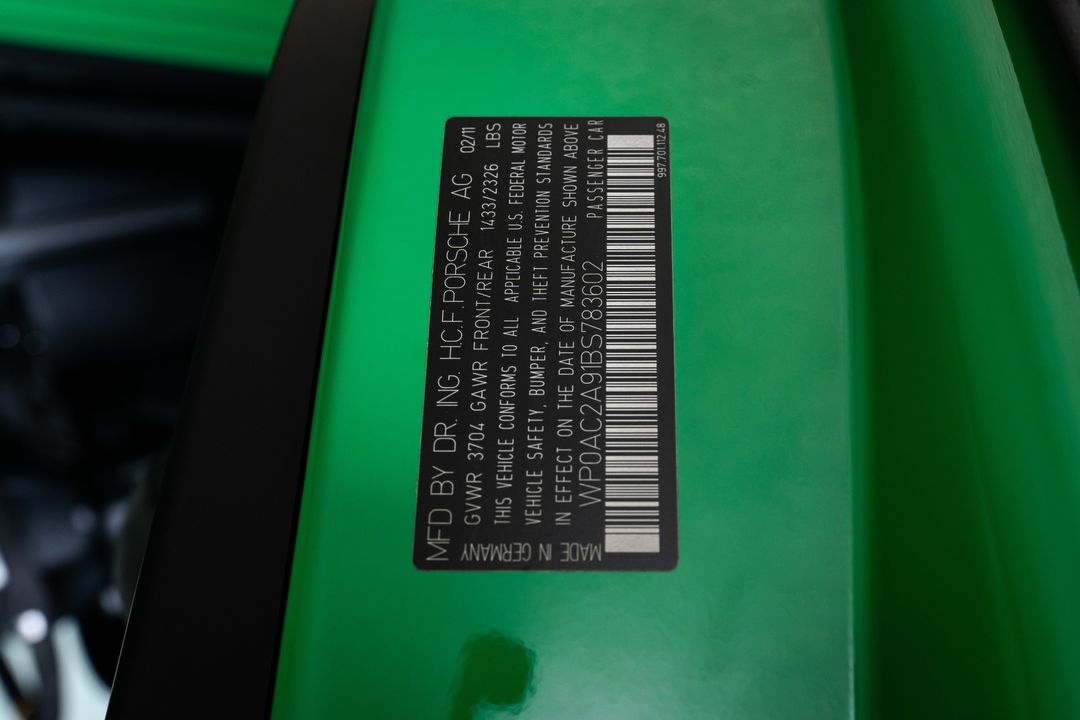 MFD BY DR. ING. H.C.F. PORSCHE AG 02/11
GVWR 3704 GAWR FRONT/REAR 1433/2326 LBS
THIS VEHICLE CONFORMS TO ALL APPLICABLE U.S. FEDERAL MOTOR
VEHICLE SAFETY, BUMPER, AND THEFT PREVENTION STANDARDS
IN EFFECT ON THE DATE OF MANUFACTURE SHOWN ABOVE
WP0AC2A91BS783602 PASSENGER CAR
997.701.112.48
MADE IN GERMANY